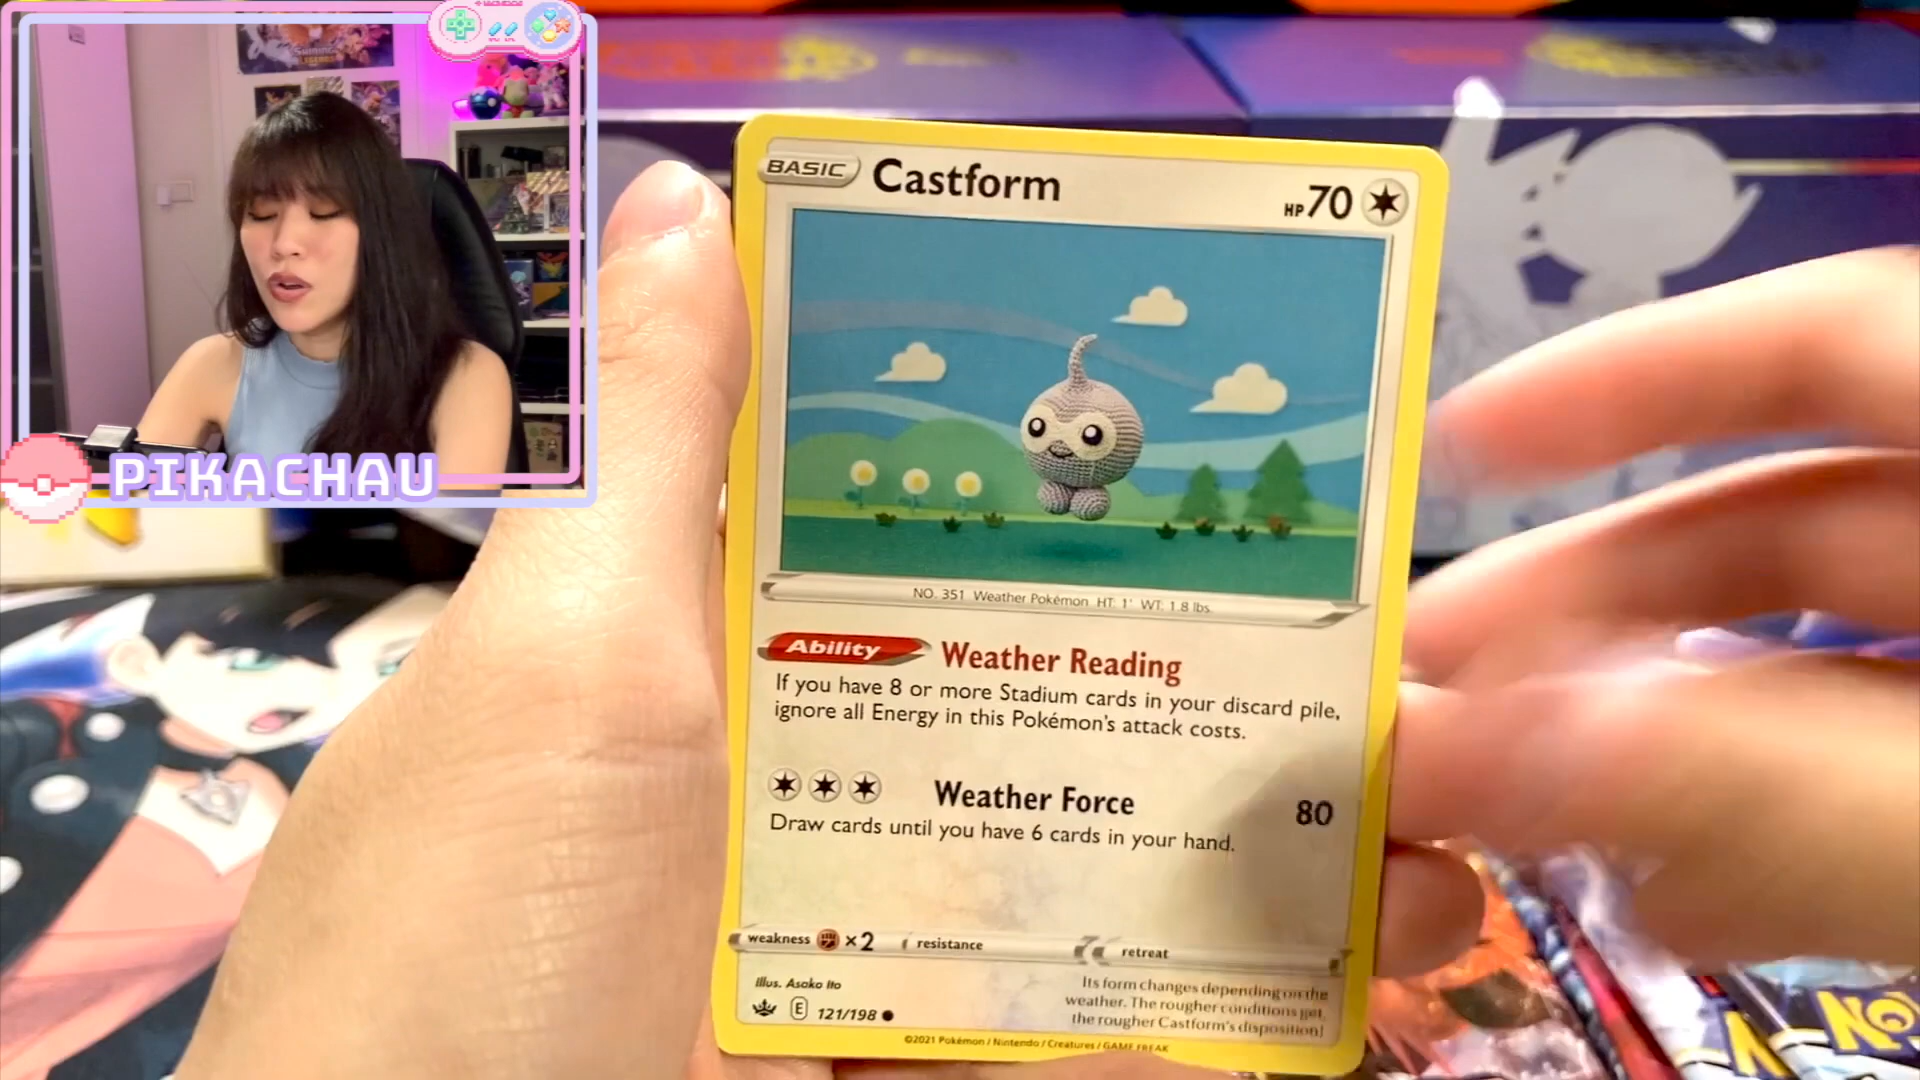 PIKACHAU
BASIC
Castform
HP 70
NO. 351 Weather Pokémon HT: 1' WT: 1.8 lbs.
Ability
Weather Reading
If you have 8 or more Stadium cards in your discard pile,
ignore all Energy in this Pokémon's attack costs.
Weather Force
80
Draw cards until you have 6 cards in your hand.
weakness ×2 resistance retreat
Illus. Asako Ito
E 121/198
Its form changes depending on the
weather. The rougher conditions get,
the rougher Castform's disposition!
©2021 Pokémon / Nintendo / Creatures / GAME FREAK